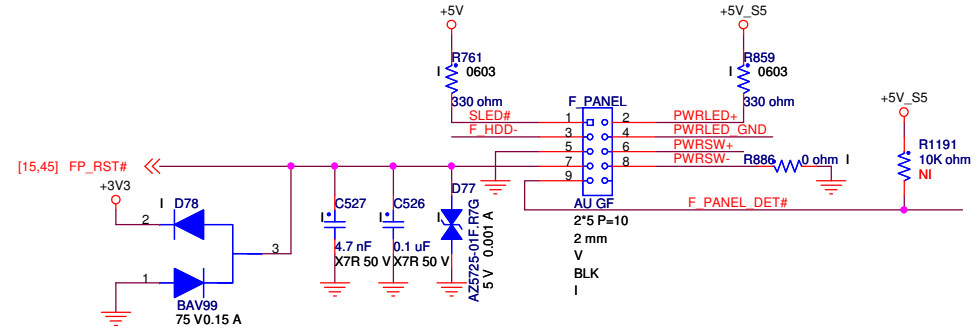 +5V
+5V_S5
R761
I 0603
330 ohm
R859
I 0603
330 ohm
+5V_S5
R1191
10K ohm
NI
F_PANEL
SLED#
1
2
PWRLED+
F_HDD-
3
4
PWRLED_GND
5
6
PWRSW+
7
8
PWRSW-
9
R886
0 ohm
I
[15,45] FP_RST#
+3V3
I
D78
2
3
1
BAV99
75 V0.15 A
C527
I
4.7 nF
X7R 50 V
C526
I
0.1 uF
X7R 50 V
D77
I
AZ5725-01F.R7G
5 V 0.001 A
F_PANEL_DET#
AU GF
2*5 P=10
2 mm
V
BLK
I